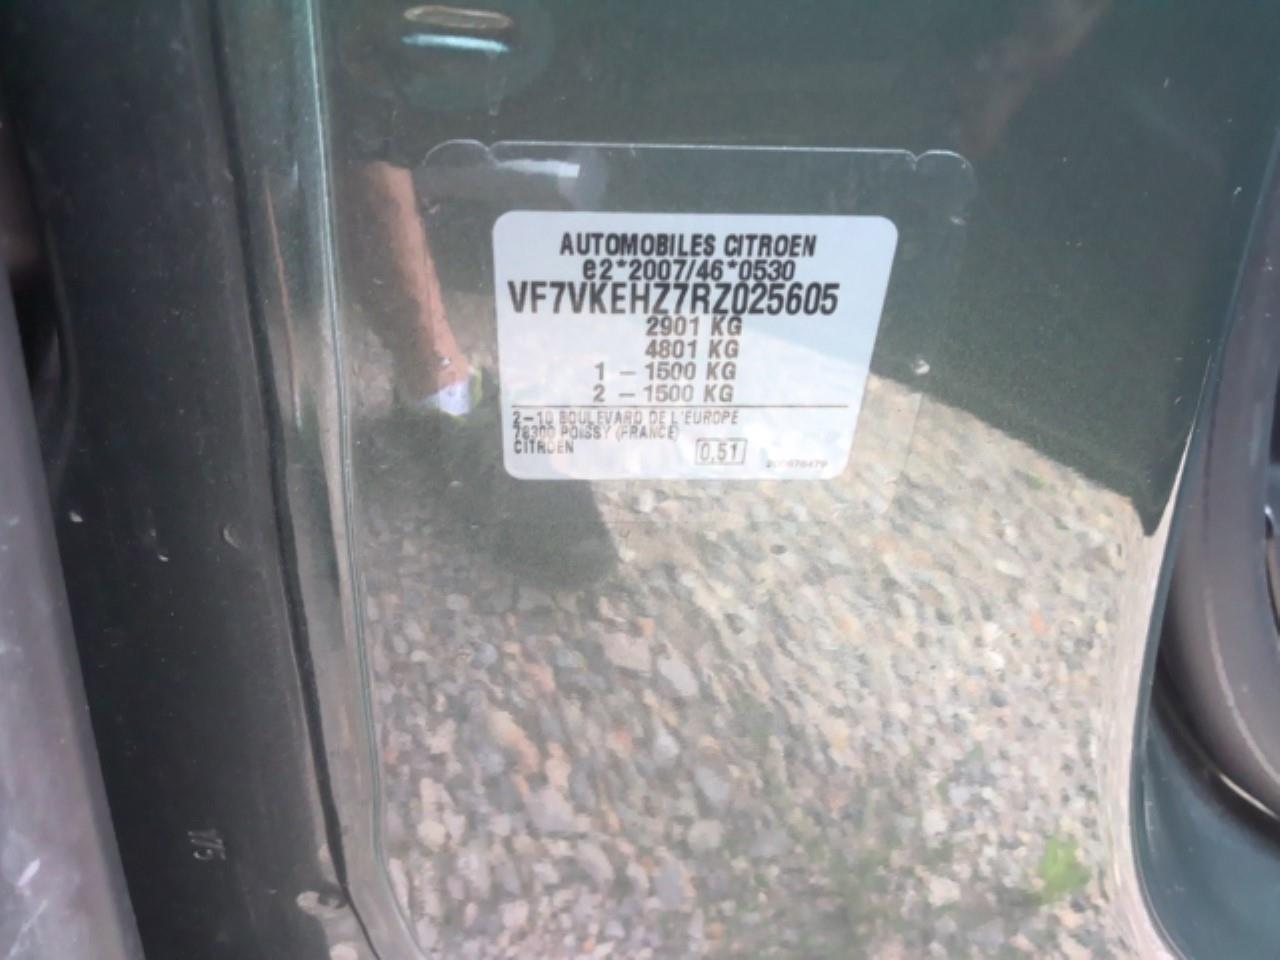 AUTOMOBILES CITROEN
e2*2007/46*0530
VF7VKEHZ7RZ025605
2901 KG
4801 KG
1 – 1500 KG
2 – 1500 KG
2-10 BOULEVARD DE L'EUROPE
78300 POISSY (FRANCE)
CITROEN
0,51